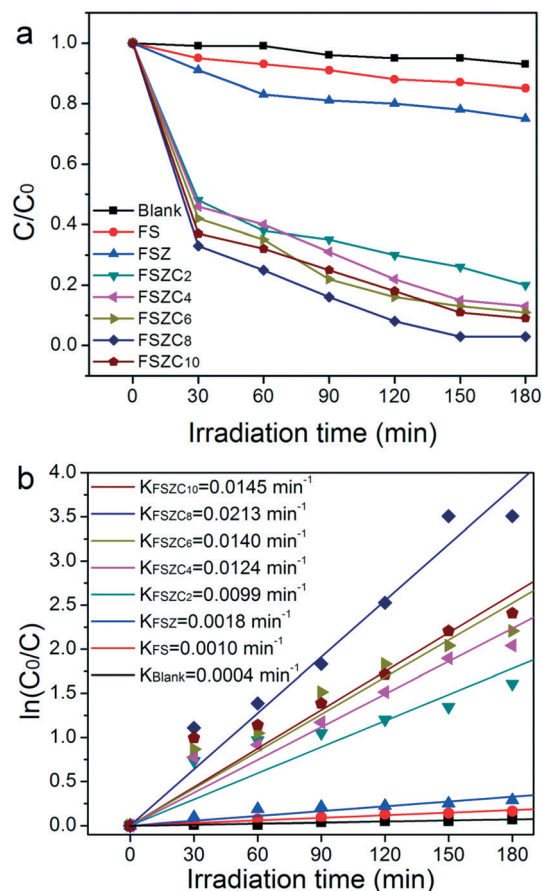 a
C/C0
1.0
0.8
0.6
0.4
0.2
0.0
Blank
FS
FSZ
FSZC2
FSZC4
FSZC6
FSZC8
FSZC10
0 30 60 90 120 150 180
Irradiation time (min)
b
ln(C0/C)
4.0
3.5
3.0
2.5
2.0
1.5
1.0
0.5
0.0
KFSZC10=0.0145 min-1
KFSZC8=0.0213 min-1
KFSZC6=0.0140 min-1
KFSZC4=0.0124 min-1
KFSZC2=0.0099 min-1
KFSZ=0.0018 min-1
KFS=0.0010 min-1
KBlank=0.0004 min-1
0 30 60 90 120 150 180
Irradiation time (min)